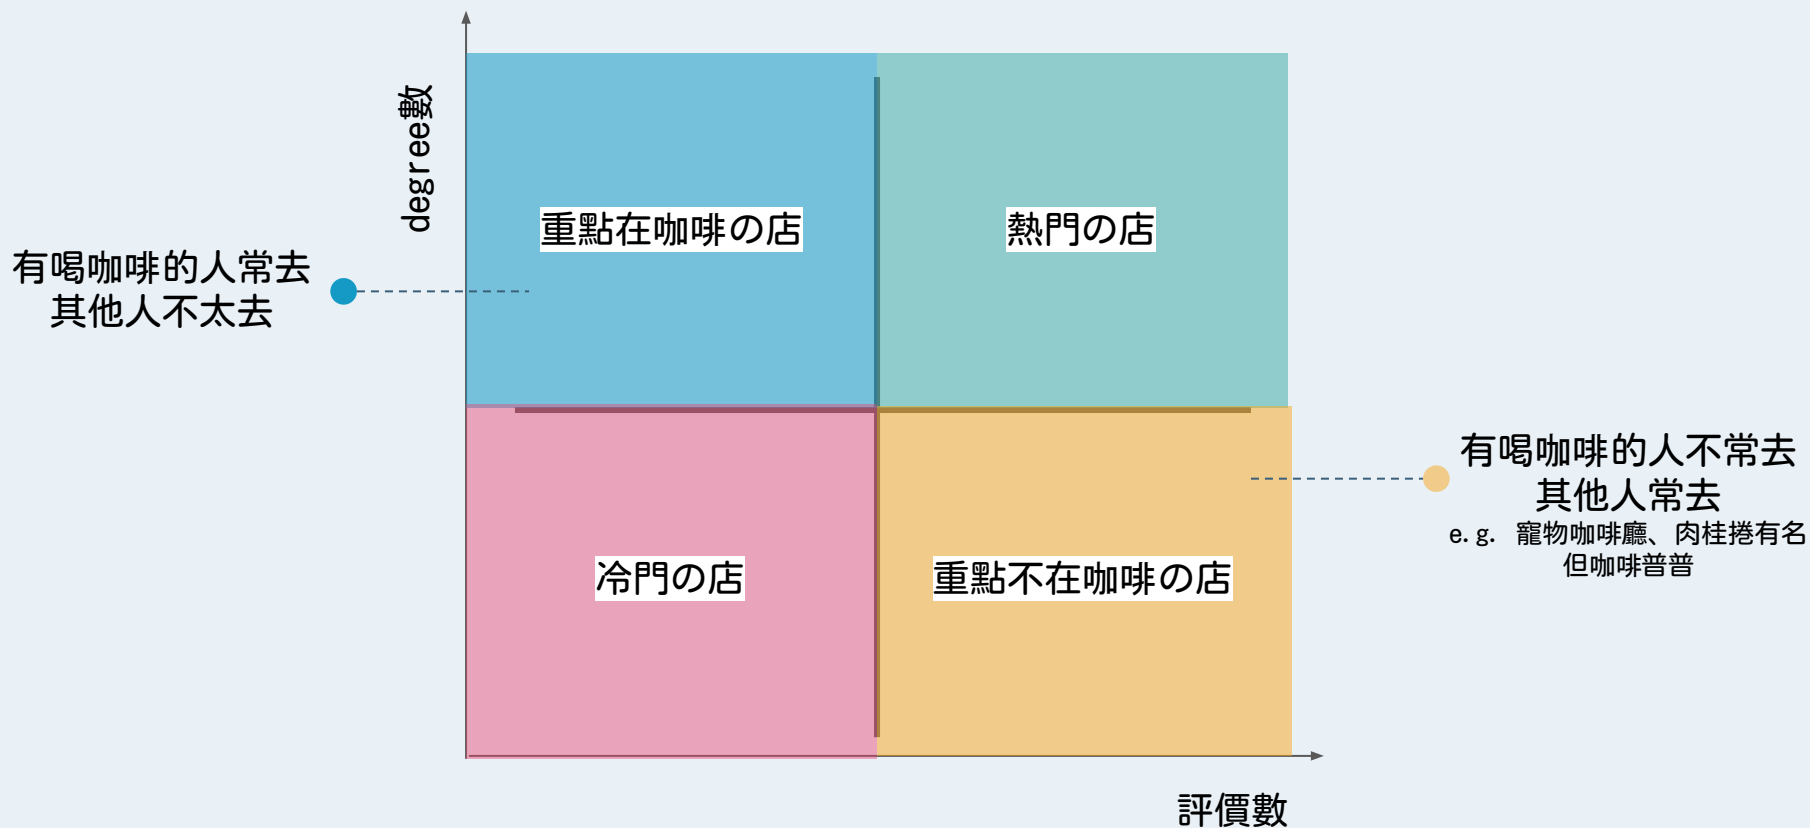 degree數
重點在咖啡の店
熱門の店
有喝咖啡的人常去
其他人不太去
有喝咖啡的人不常去
其他人常去
e.g. 寵物咖啡廳、肉桂捲有名
但咖啡普普
冷門の店
重點不在咖啡の店
評價數